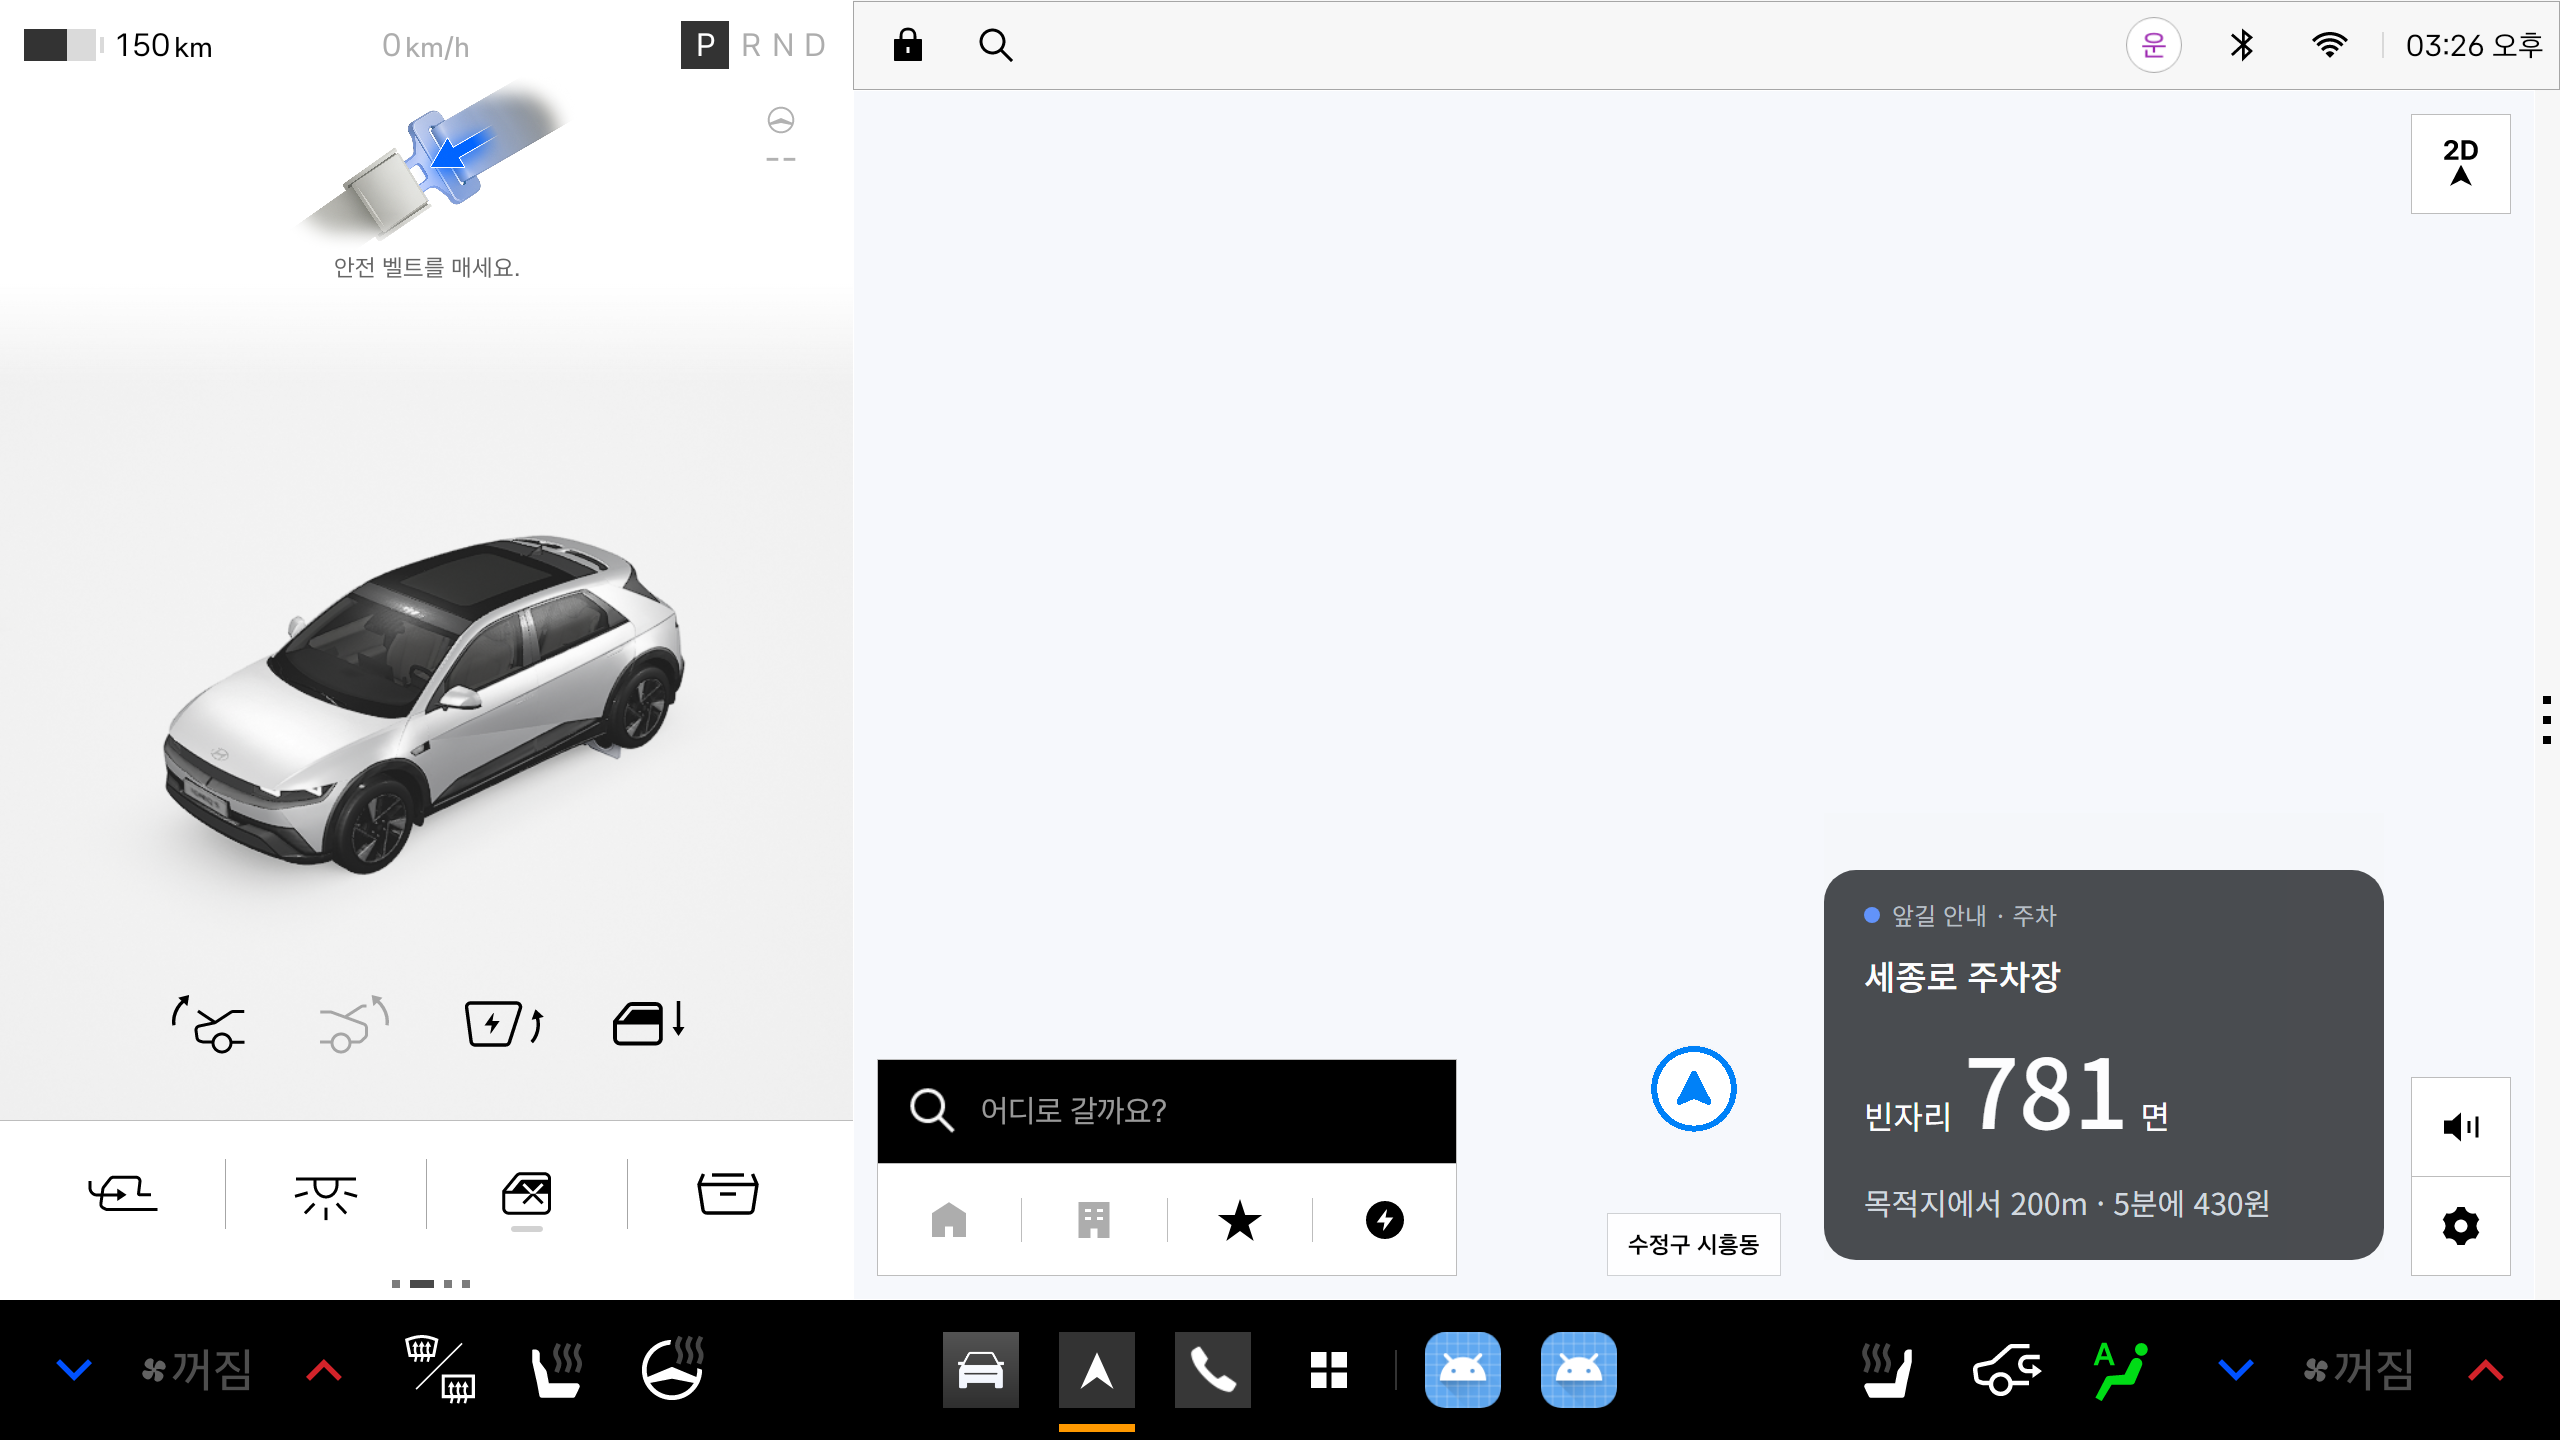 150 km
0 km/h
P R N D
운
03:26 오후
안전 벨트를 매세요.
2D
앞길 안내 · 주차
세종로 주차장
빈자리 781 면
목적지에서 200m · 5분에 430원
어디로 갈까요?
수정구 시흥동
꺼짐
A
꺼짐